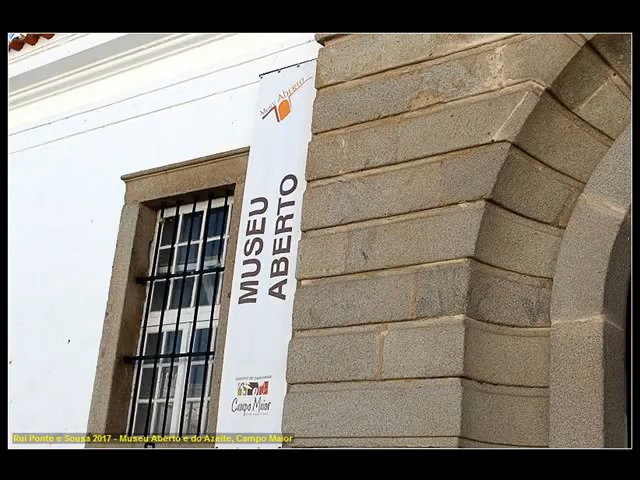 Museu Aberto
MUSEU
ABERTO
Campo Maior
Rui Ponte e Sousa 2017 - Museu Aberto e do Azeite, Campo Maior